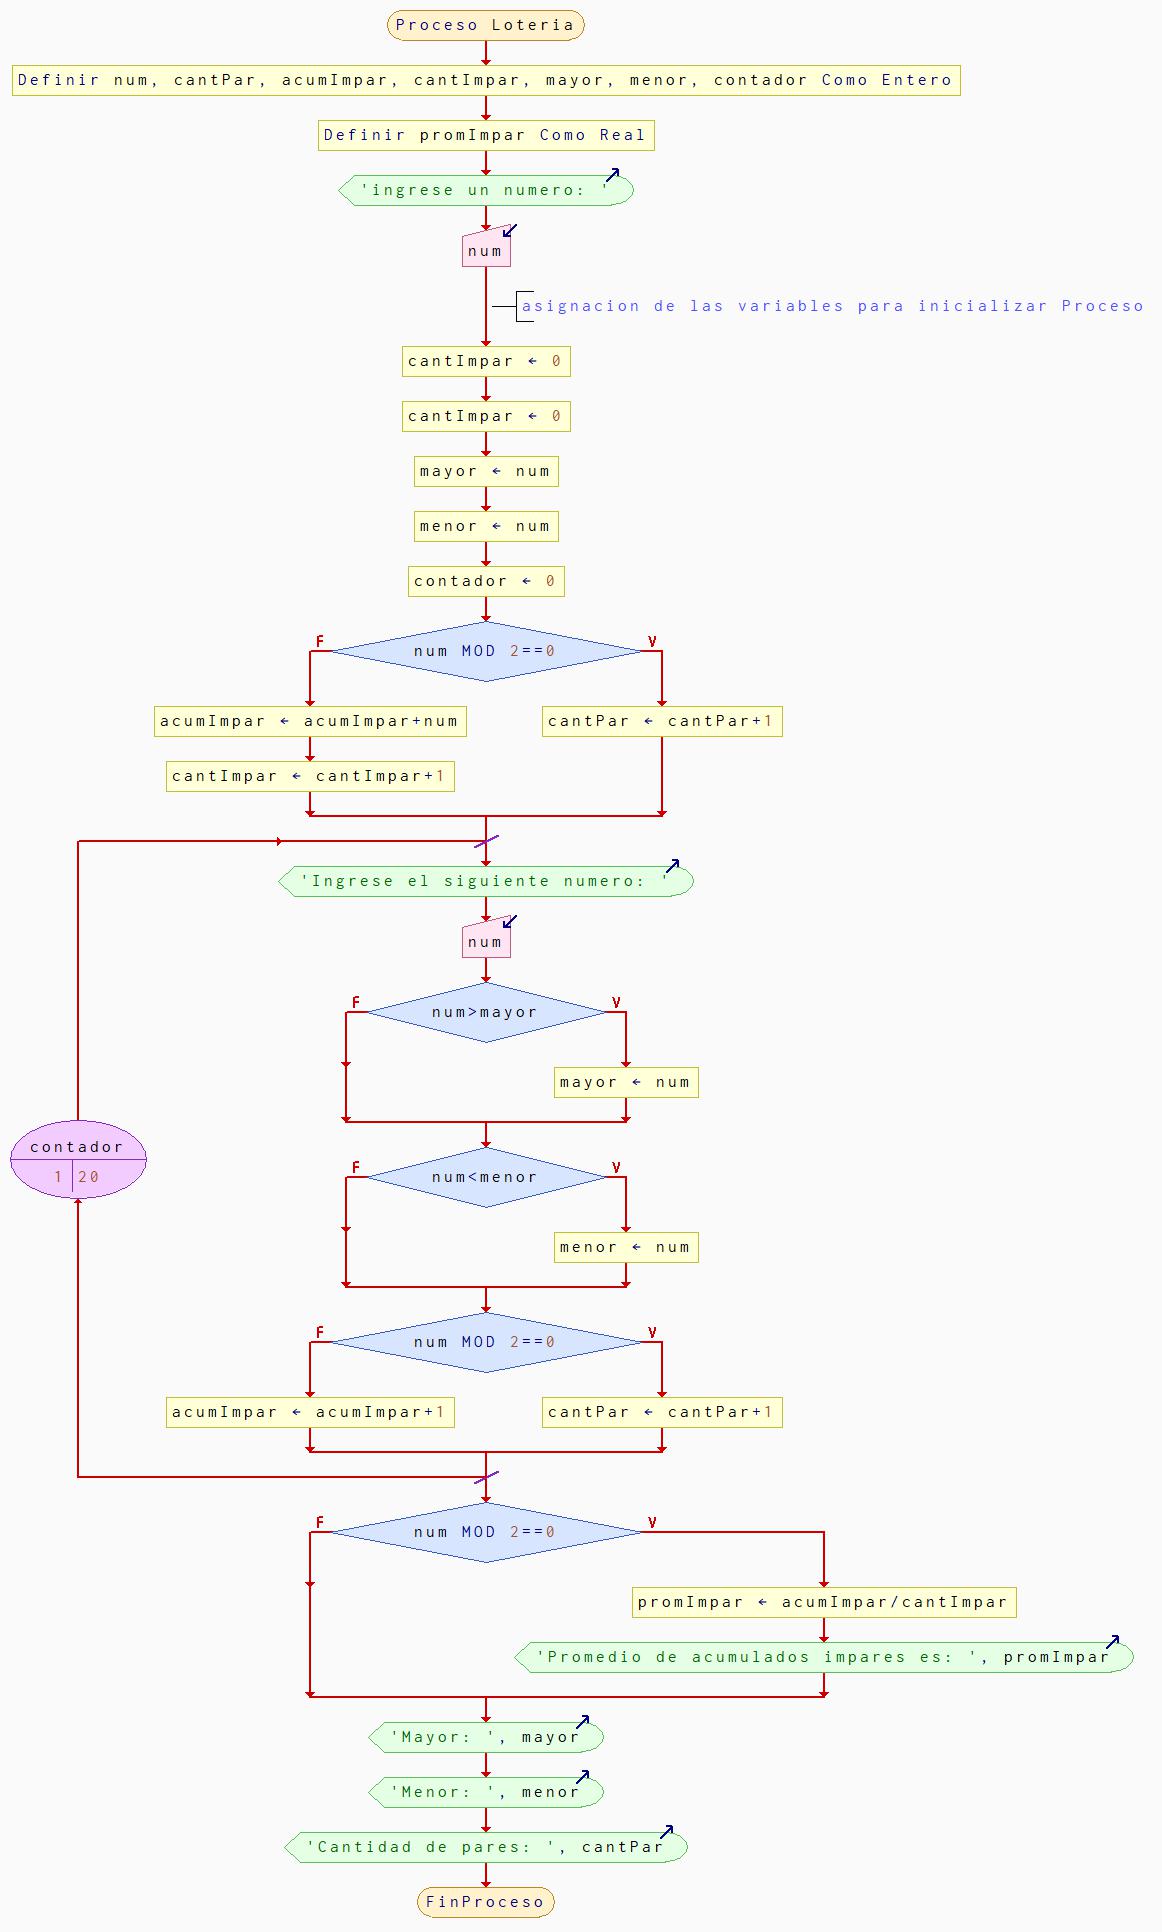 Proceso Loteria
Definir num, cantPar, acumImpar, cantImpar, mayor, menor, contador Como Entero
Definir promImpar Como Real
'ingrese un numero: '
num
asignacion de las variables para inicializar Proceso
cantImpar ← 0
cantImpar ← 0
mayor ← num
menor ← num
contador ← 0
F
V
num MOD 2==0
acumImpar ← acumImpar+num
cantPar ← cantPar+1
cantImpar ← cantImpar+1
'Ingrese el siguiente numero: '
num
F
V
num>mayor
mayor ← num
contador
1 20
F
V
num<menor
menor ← num
F
V
num MOD 2==0
acumImpar ← acumImpar+1
cantPar ← cantPar+1
F
V
num MOD 2==0
promImpar ← acumImpar/cantImpar
'Promedio de acumulados impares es: ', promImpar
'Mayor: ', mayor
'Menor: ', menor
'Cantidad de pares: ', cantPar
FinProceso